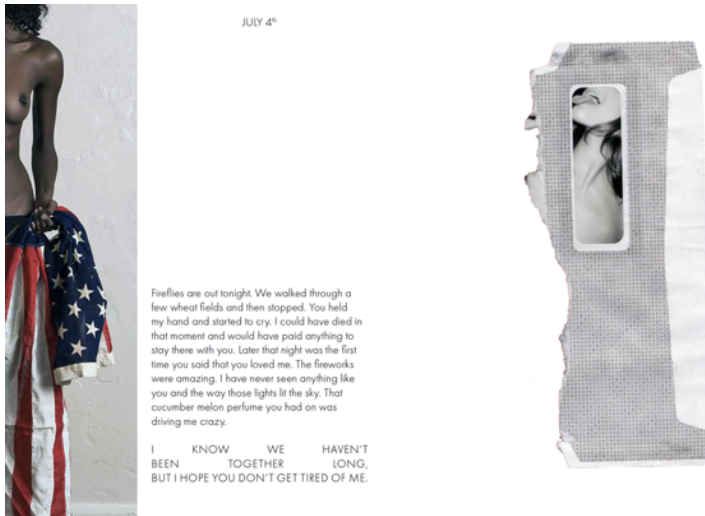 JULY 4th
Fireflies are out tonight. We walked through a
few wheat fields and then stopped. You held
my hand and started to cry. I could have died in
that moment and would have paid anything to
stay there with you. Later that night was the first
time you said that you loved me. The fireworks
were amazing. I have never seen anything like
you and the way those lights lit the sky. That
cucumber melon perfume you had on was
driving me crazy.
I KNOW WE HAVEN'T
BEEN TOGETHER LONG,
BUT I HOPE YOU DON'T GET TIRED OF ME.